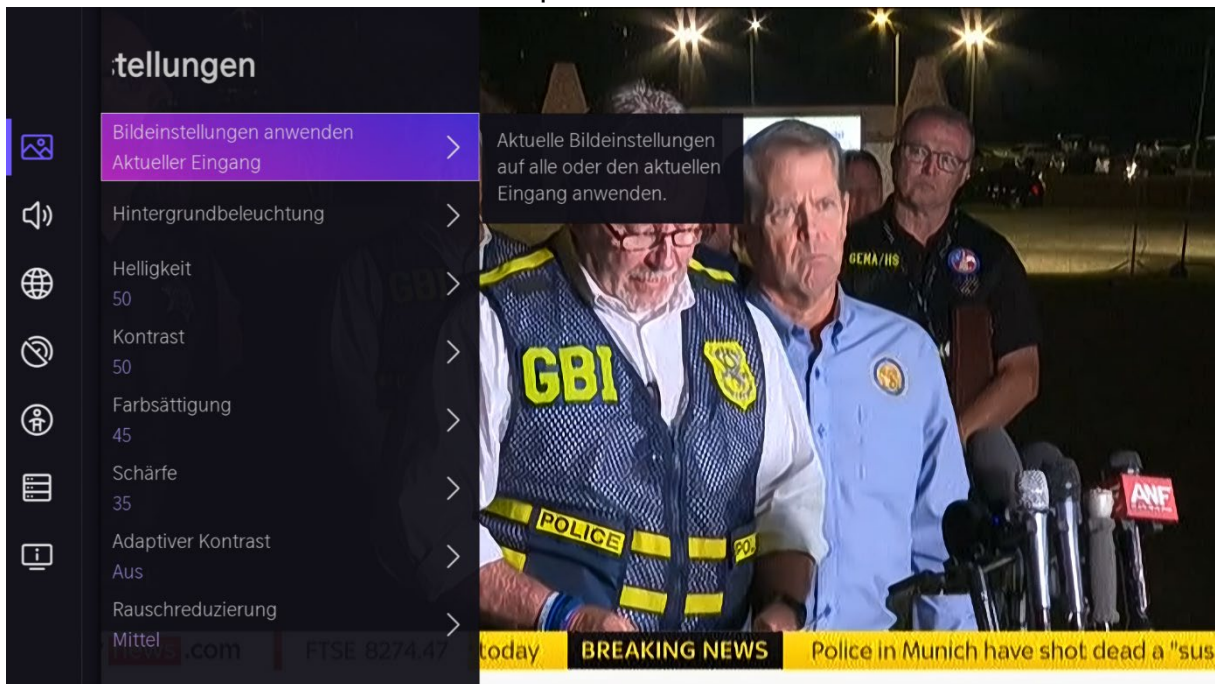 tellungen
Bildeinstellungen anwenden
Aktueller Eingang
Aktuelle Bildeinstellungen
auf alle oder den aktuellen
Eingang anwenden.
Hintergrundbeleuchtung
Helligkeit
50
Kontrast
50
Farbsättigung
45
Schärfe
35
Adaptiver Kontrast
Aus
Rauschreduzierung
Mittel
GEMA/HS
GBI
POLICE
POL
ANF
news.com
FTSE 8274.47
today
BREAKING NEWS
Police in Munich have shot dead a "sus